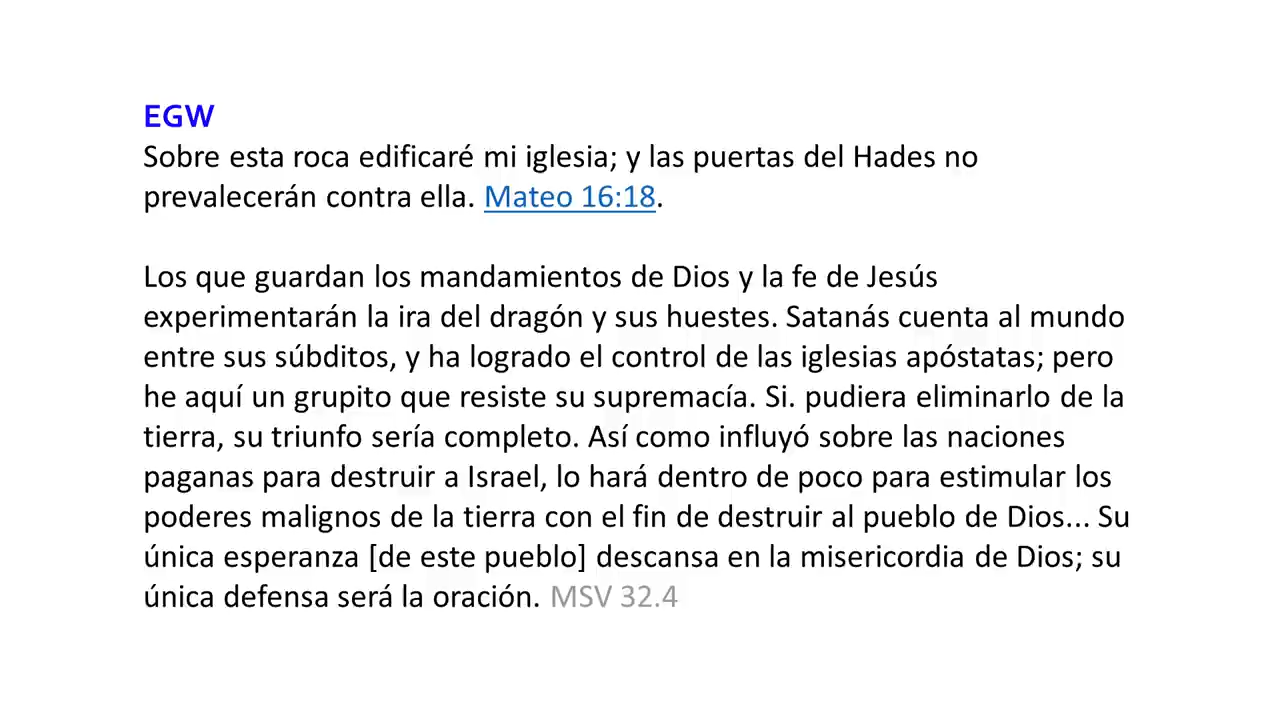 EGW
Sobre esta roca edificaré mi iglesia; y las puertas del Hades no
prevalecerán contra ella. Mateo 16:18.
Los que guardan los mandamientos de Dios y la fe de Jesús
experimentarán la ira del dragón y sus huestes. Satanás cuenta al mundo
entre sus súbditos, y ha logrado el control de las iglesias apóstatas; pero
he aquí un grupito que resiste su supremacía. Si. pudiera eliminarlo de la
tierra, su triunfo sería completo. Así como influyó sobre las naciones
paganas para destruir a Israel, lo hará dentro de poco para estimular los
poderes malignos de la tierra con el fin de destruir al pueblo de Dios... Su
única esperanza [de este pueblo] descansa en la misericordia de Dios; su
única defensa será la oración. MSV 32.4